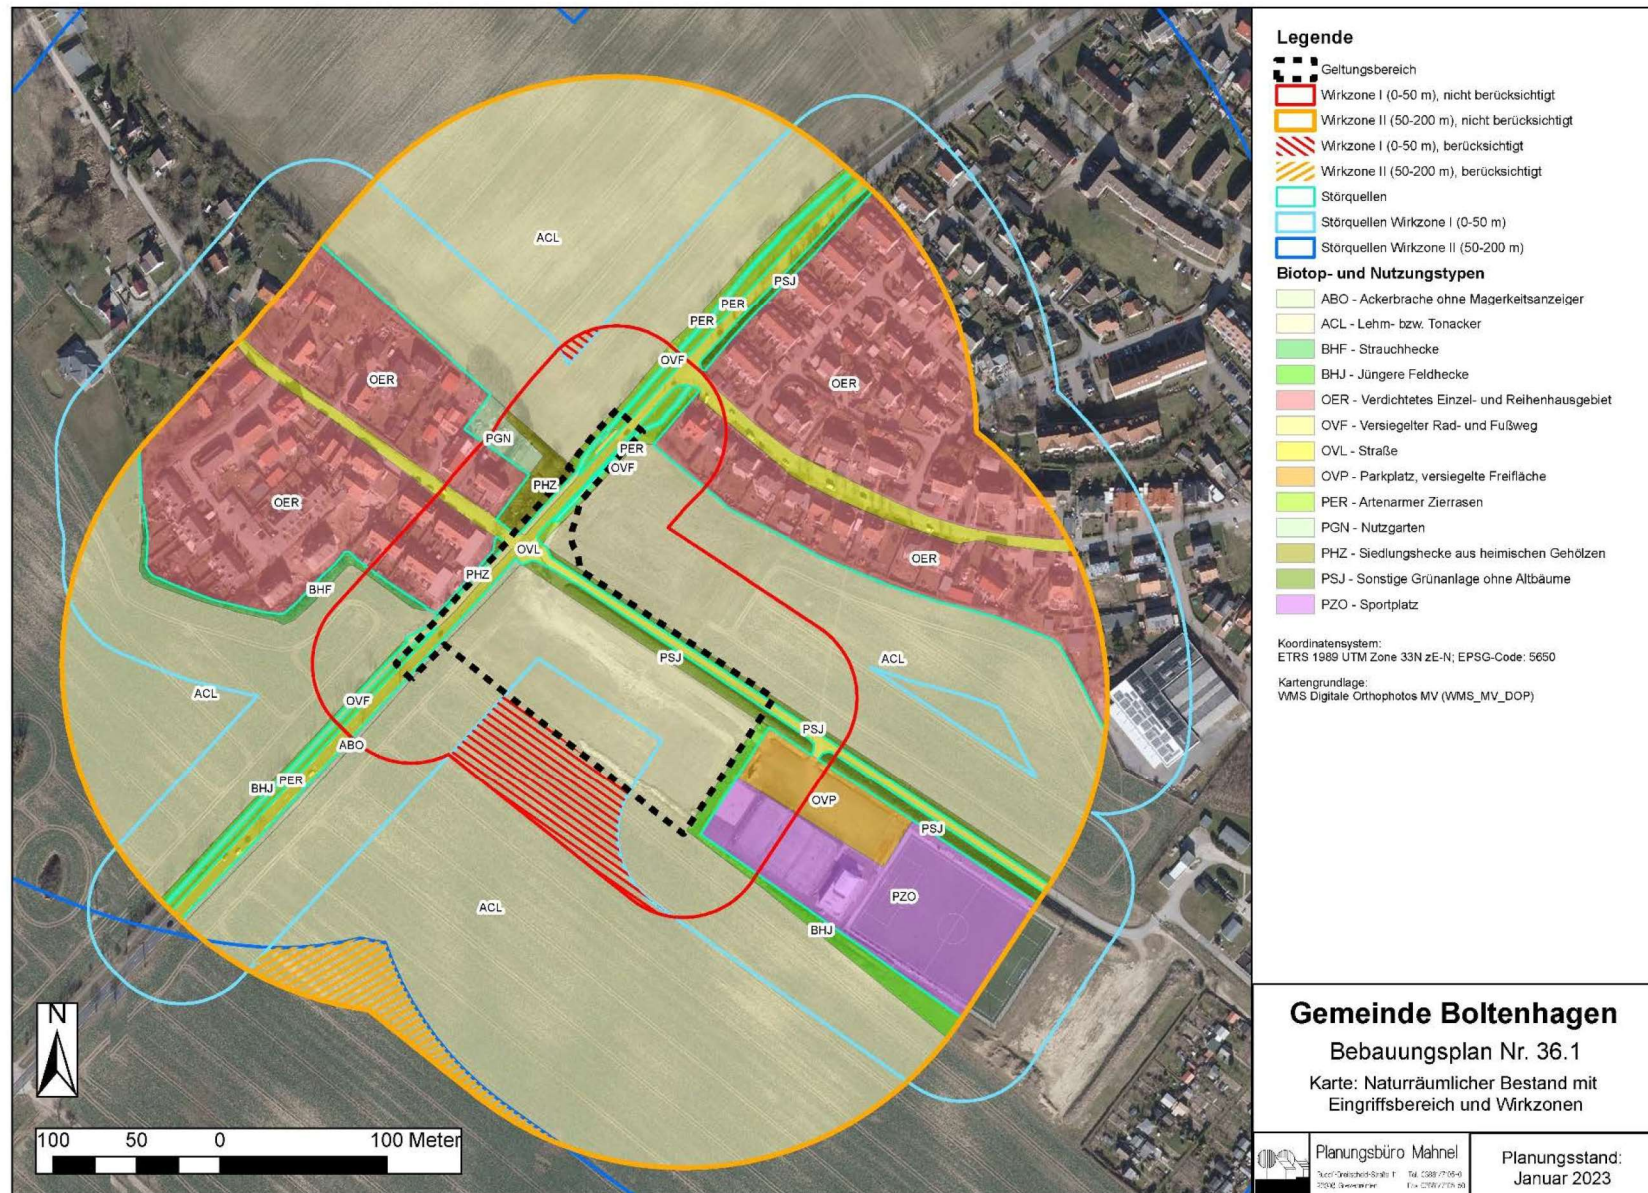 ACL
PSJ
PER
PER
OVF
OER
OER
PGN
PER
OVF
PHZ
OER
OVL
OER
PHZ
BHF
PSJ
ACL
ACL
OVF
PSJ
ABO
PER
BHJ
OVP
PSJ
PZO
ACL
BHJ
N
100 50 0 100 Meter
Legende
Geltungsbereich
Wirkzone I (0-50 m), nicht berücksichtigt
Wirkzone II (50-200 m), nicht berücksichtigt
Wirkzone I (0-50 m), berücksichtigt
Wirkzone II (50-200 m), berücksichtigt
Störquellen
Störquellen Wirkzone I (0-50 m)
Störquellen Wirkzone II (50-200 m)
Biotop- und Nutzungstypen
ABO - Ackerbrache ohne Magerkeitsanzeiger
ACL - Lehm- bzw. Tonacker
BHF - Strauchhecke
BHJ - Jüngere Feldhecke
OER - Verdichtetes Einzel- und Reihenhausgebiet
OVF - Versiegelter Rad- und Fußweg
OVL - Straße
OVP - Parkplatz, versiegelte Freifläche
PER - Artenarmer Zierrasen
PGN - Nutzgarten
PHZ - Siedlungshecke aus heimischen Gehölzen
PSJ - Sonstige Grünanlage ohne Altbäume
PZO - Sportplatz
Koordinatensystem:
ETRS 1989 UTM Zone 33N zE-N; EPSG-Code: 5650
Kartengrundlage:
WMS Digitale Orthophotos MV (WMS_MV_DOP)
Gemeinde Boltenhagen
Bebauungsplan Nr. 36.1
Karte: Naturräumlicher Bestand mit
Eingriffsbereich und Wirkzonen
Planungsbüro Mahnel
Planungsstand:
Januar 2023